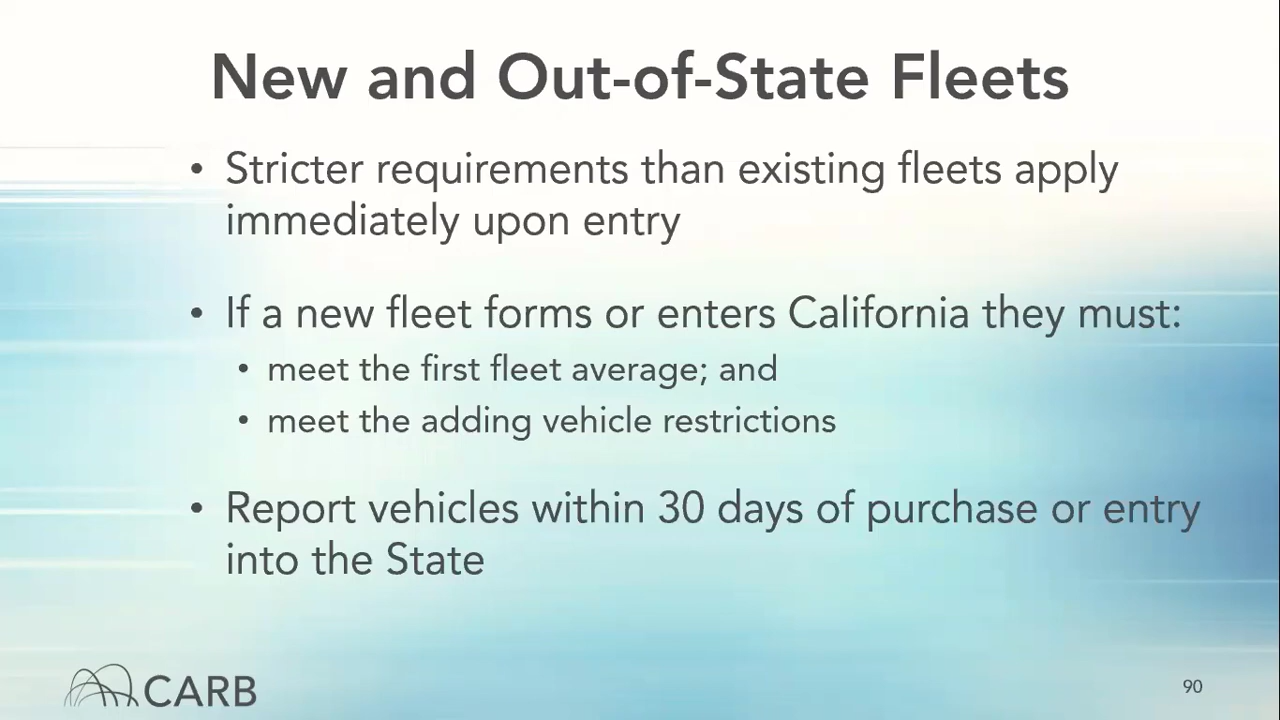 New and Out-of-State Fleets
• Stricter requirements than existing fleets apply
immediately upon entry
• If a new fleet forms or enters California they must:
• meet the first fleet average; and
• meet the adding vehicle restrictions
• Report vehicles within 30 days of purchase or entry
into the State
CARB
90